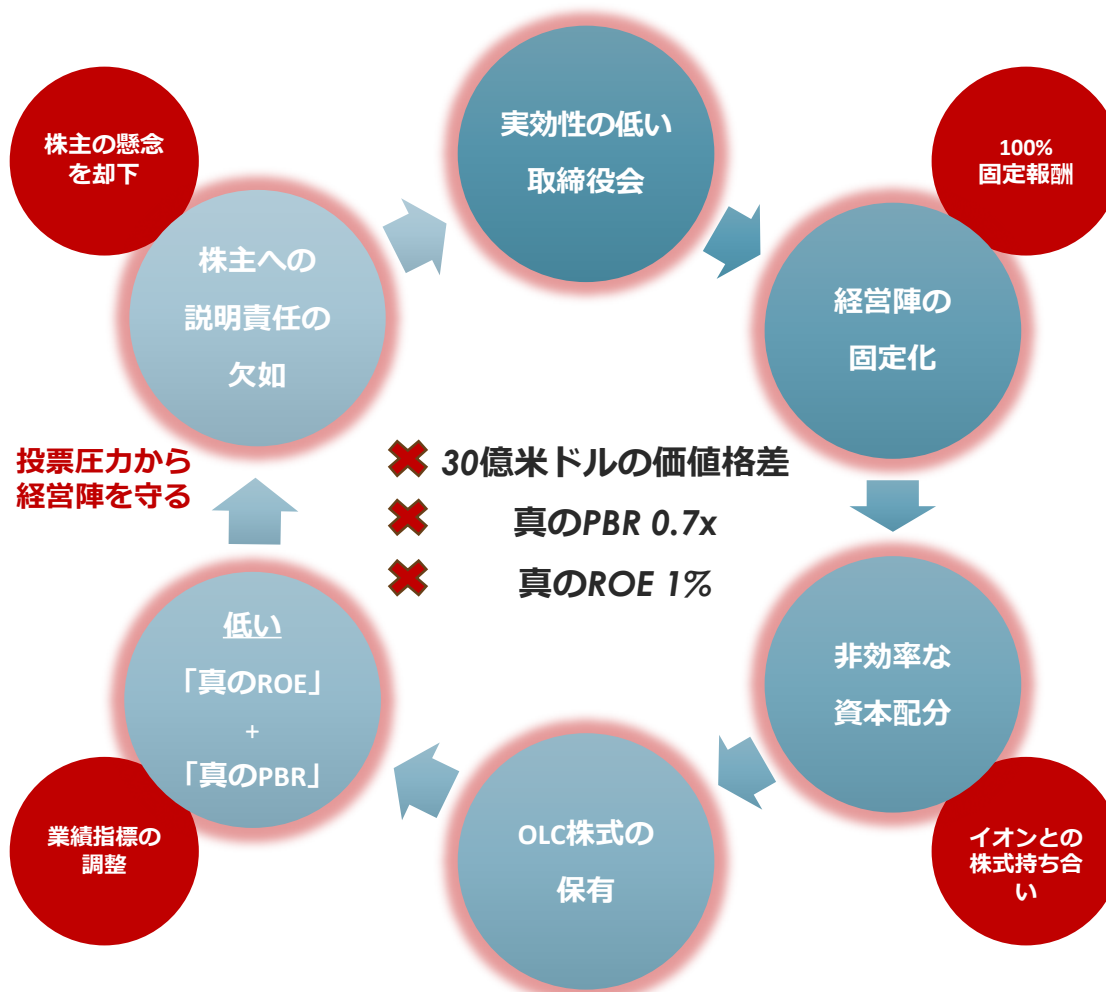 実効性の低い
取締役会
100%
固定報酬
経営陣の
固定化
非効率な
資本配分
イオンとの
株式持ち合
い
OLC株式の
保有
低い
「真のROE」
+
「真のPBR」
業績指標の
調整
投票圧力から
経営陣を守る
株主への
説明責任の
欠如
株主の懸念
を却下
30億米ドルの価値格差
真のPBR 0.7x
真のROE 1%